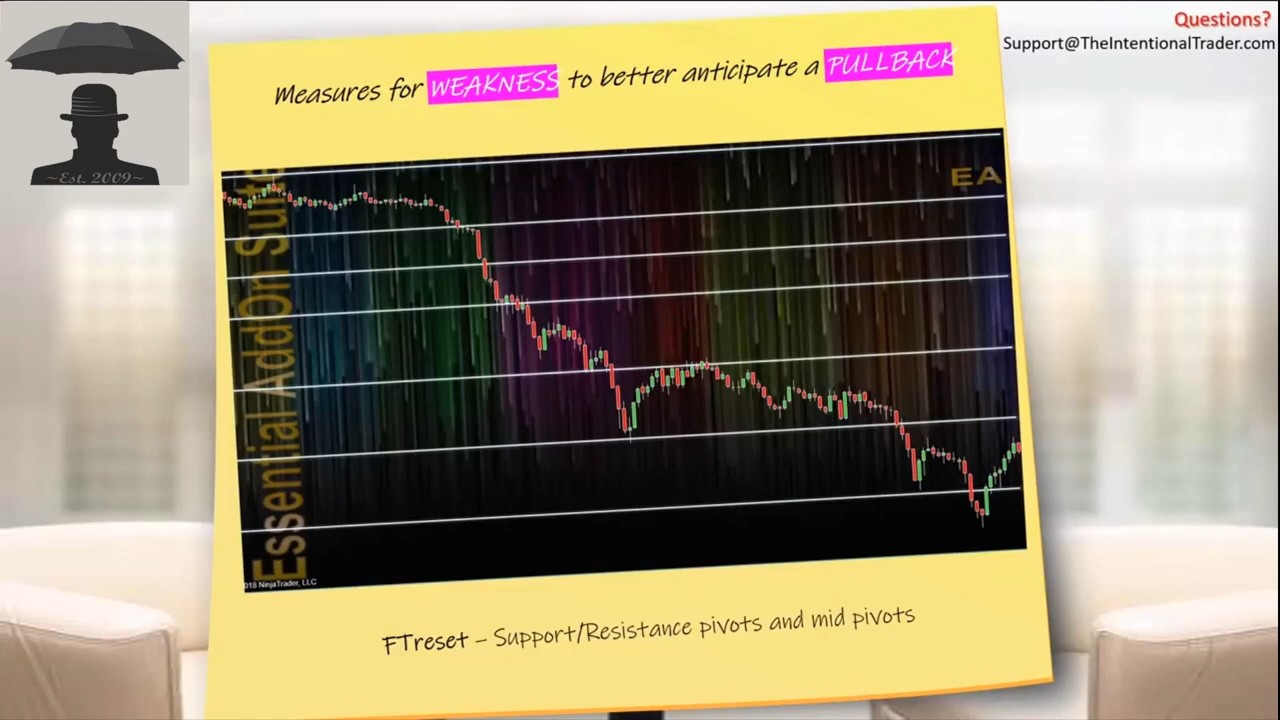 Questions?
Support@TheIntentionalTrader.com
~Est. 2009~
Measures for WEAKNESS to better anticipate a PULLBACK
EA
Essential AddOn Suite
018 NinjaTrader, LLC
FTreset – Support/Resistance pivots and mid pivots